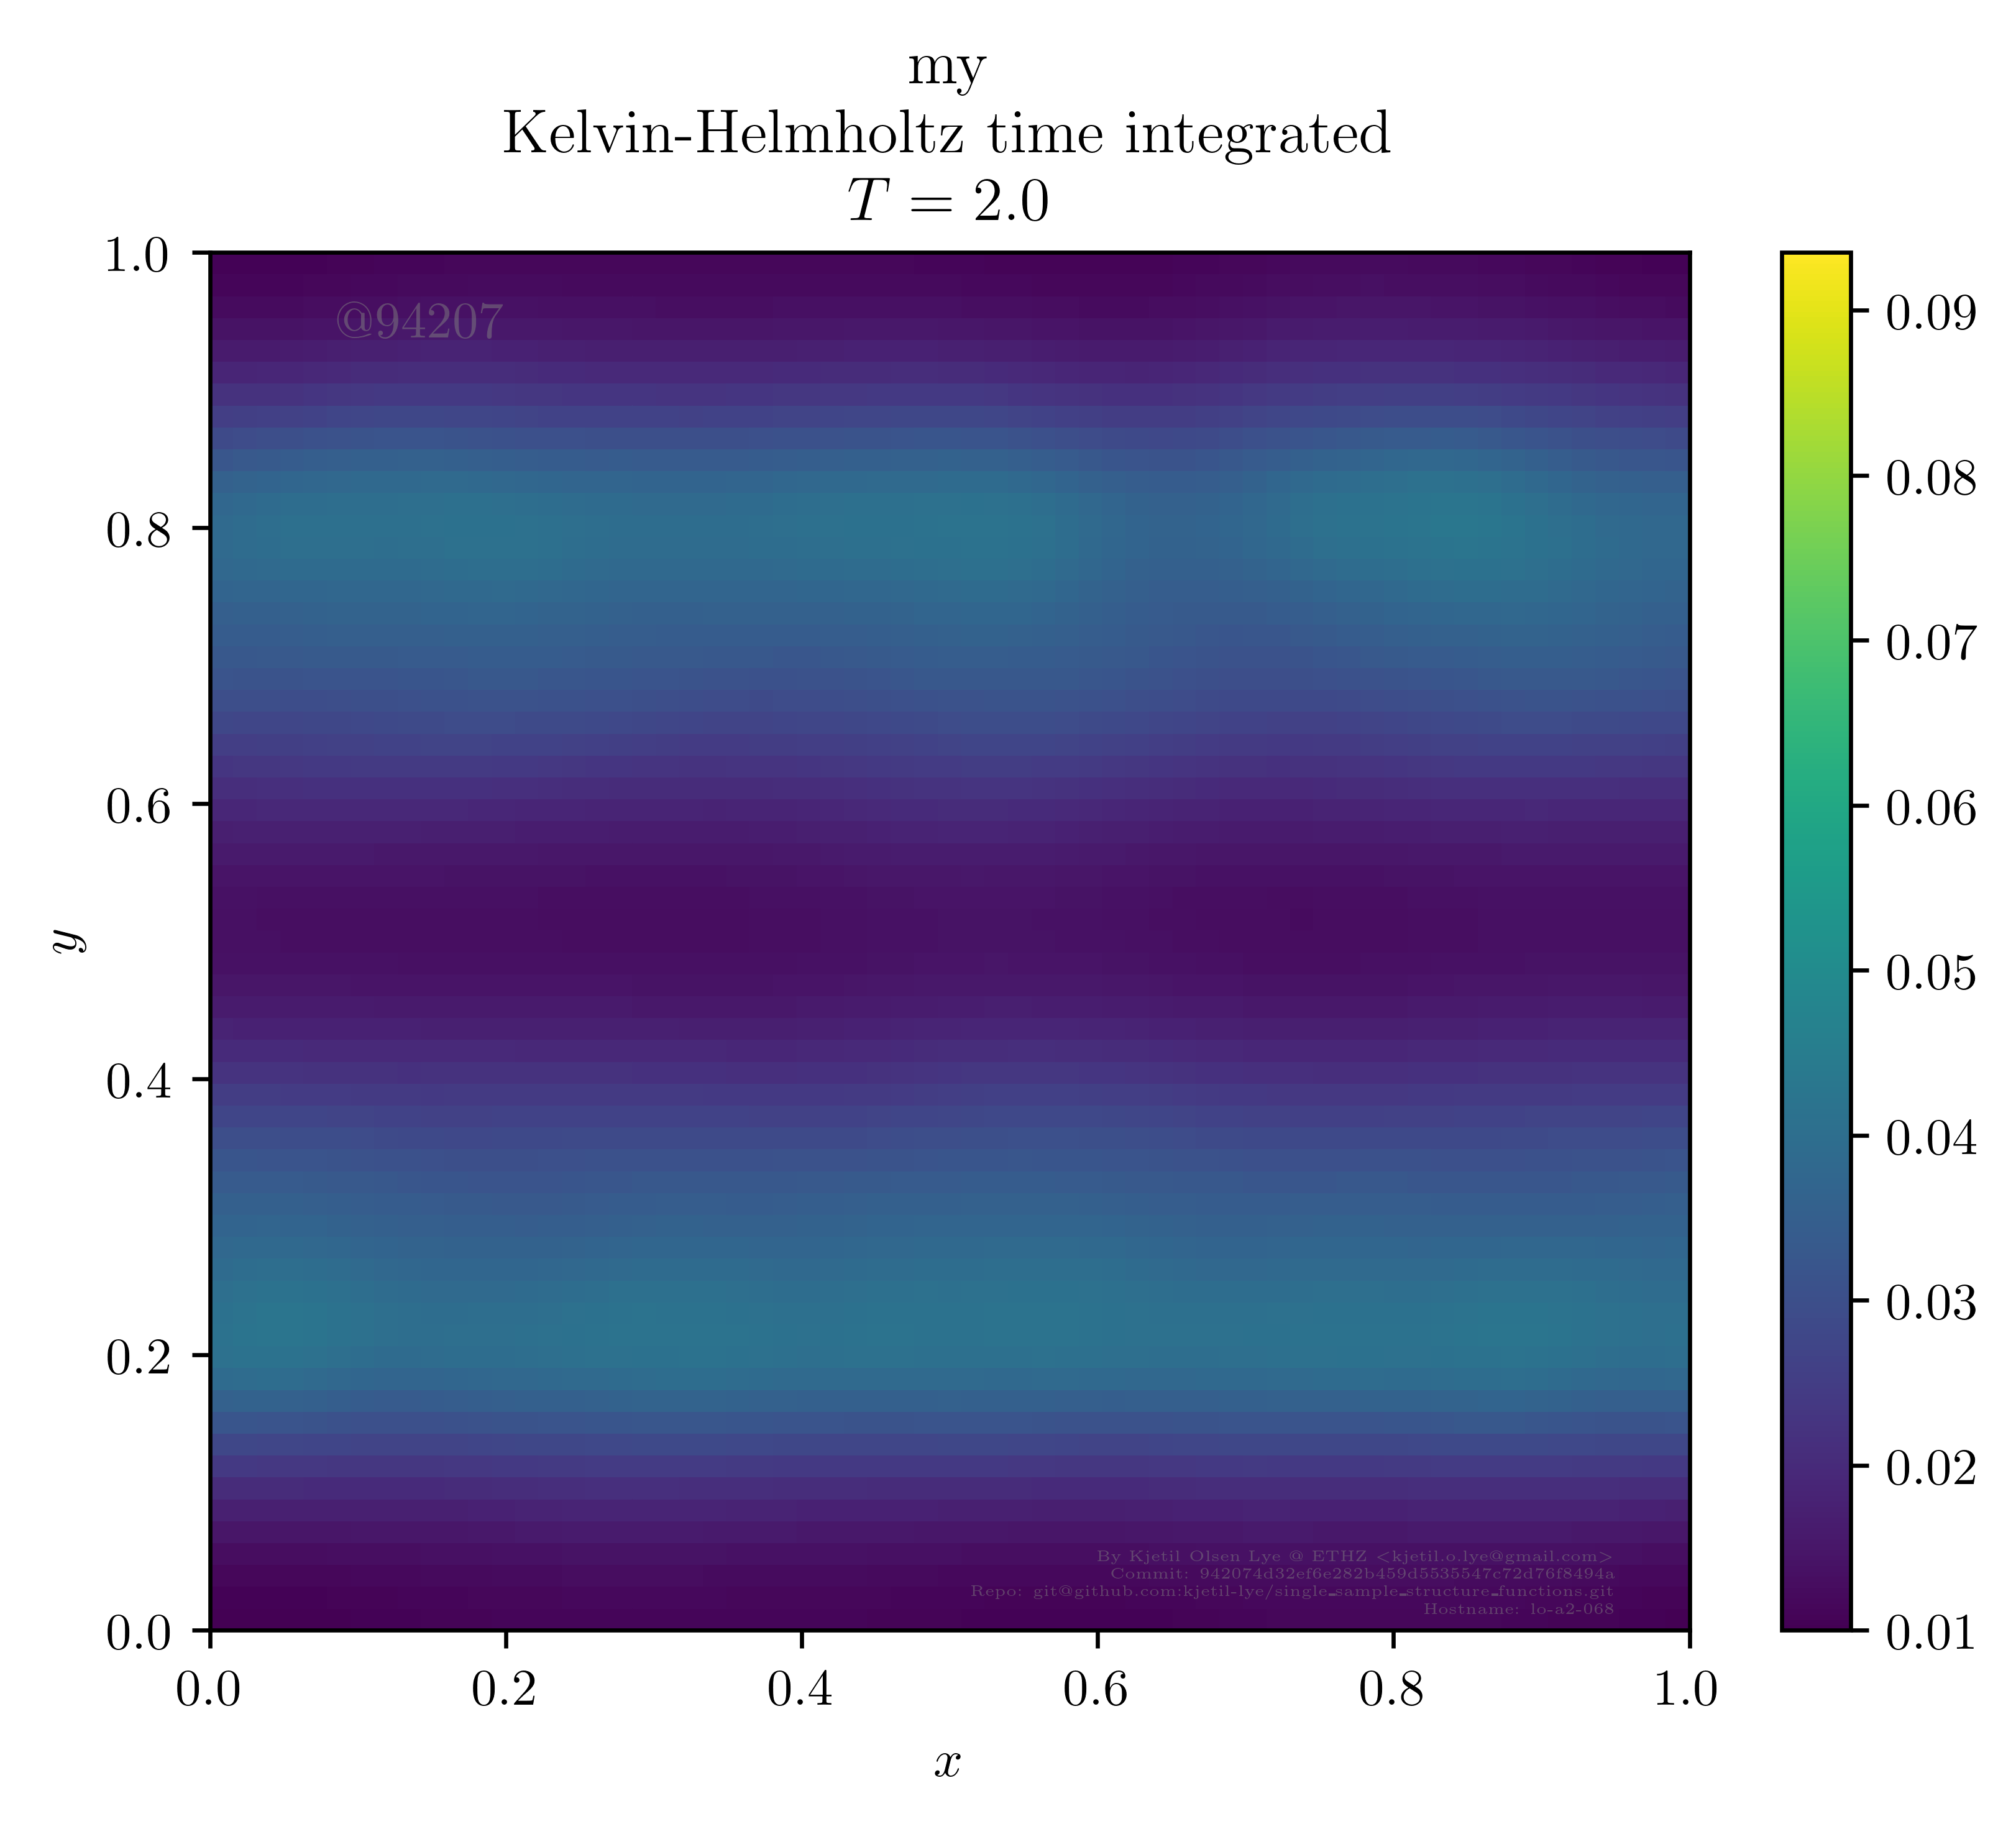 my
Kelvin-Helmholtz time integrated
T = 2.0
1.0
0.8
0.6
0.4
0.2
0.0
y
@94207
By Kjetil Olsen Lye @ ETHZ <kjetil.o.lye@gmail.com>
Commit: 942074d32ef6e282b459d5535547c72d76f8494a
Repo: git@github.com:kjetil-lye/single_sample_structure_functions.git
Hostname: lo-a2-068
0.0 0.2 0.4 0.6 0.8 1.0
x
0.09
0.08
0.07
0.06
0.05
0.04
0.03
0.02
0.01